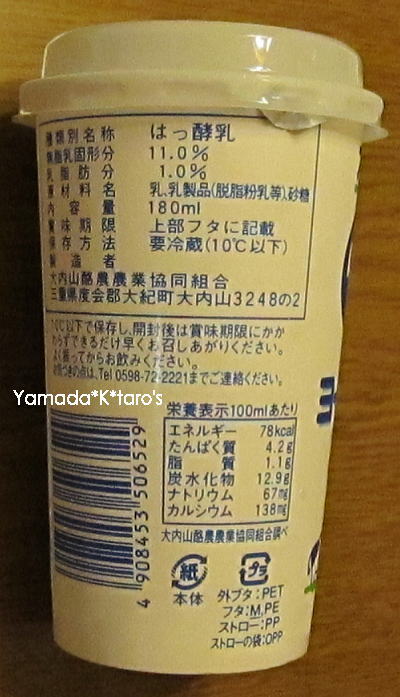 種類別名称 はっ酵乳
無脂乳固形分 11.0%
乳脂肪分 1.0%
原材料名 乳、乳製品(脱脂粉乳等)、砂糖
内容量 180ml
賞味期限 上部フタに記載
保存方法 要冷蔵(10℃以下)
製造者
大内山酪農農業協同組合
三重県度会郡大紀町大内山3248の2
10℃以下で保存し、開封後は賞味期限にかか
わらずできるだけ早くお召しあがりください。
よく振ってからお飲みください。
お気づきの点は、Tel 0598-72-2221までご連絡ください。
Yamada*K*taro's
栄養表示100mlあたり
エネルギー 78kcal
たんぱく質 4.2g
脂質 1.1g
炭水化物 12.9g
ナトリウム 67mg
カルシウム 138mg
大内山酪農農業協同組合調べ
4 908453 506529
紙
本体
プラ
外フタ:PET
フタ:M,PE
ストロー:PP
ストローの袋:OPP